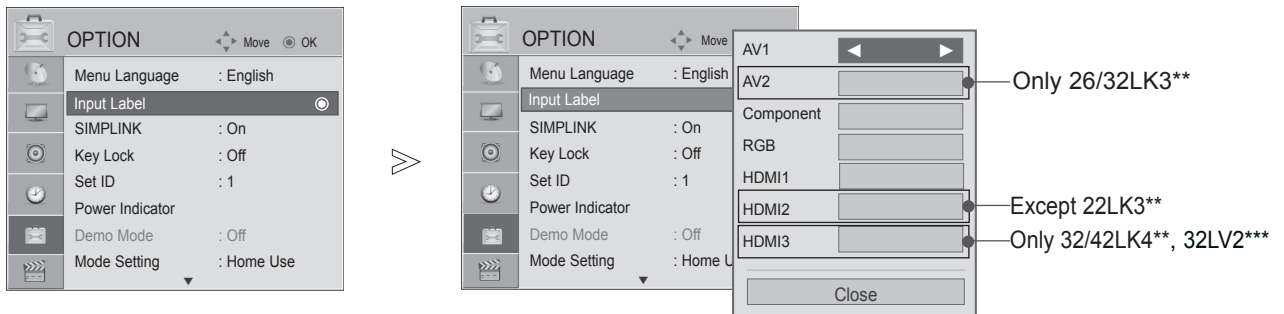 OPTION
Move OK
Menu Language : English
Input Label
SIMPLINK : On
Key Lock : Off
Set ID : 1
Power Indicator
Demo Mode : Off
Mode Setting : Home Use
OPTION
Move
Menu Language : English
Input Label
SIMPLINK : On
Key Lock : Off
Set ID : 1
Power Indicator
Demo Mode : Off
Mode Setting : Home U
AV1
AV2
Component
RGB
HDMI1
HDMI2
HDMI3
Close
Only 26/32LK3**
Except 22LK3**
Only 32/42LK4**, 32LV2***